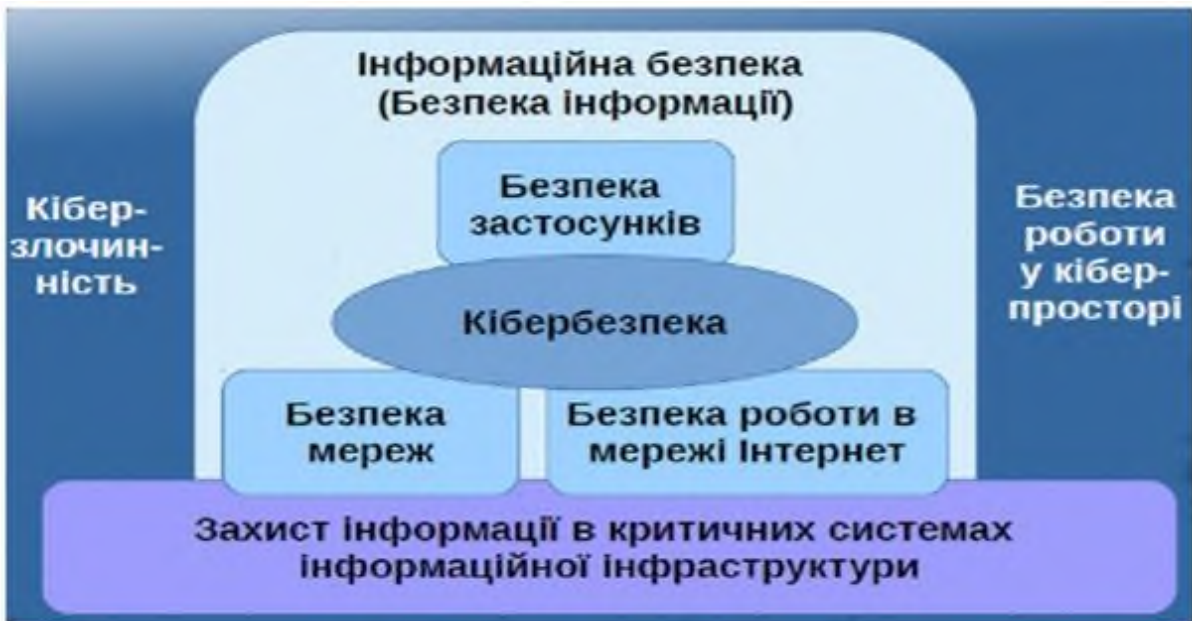 Інформаційна безпека
(Безпека інформації)
Безпека
застосунків
Кібер-
злочин-
ність
Безпека
роботи
у кібер-
просторі
Кібербезпека
Безпека
мереж
Безпека роботи в
мережі Інтернет
Захист інформації в критичних системах
інформаційної інфраструктури